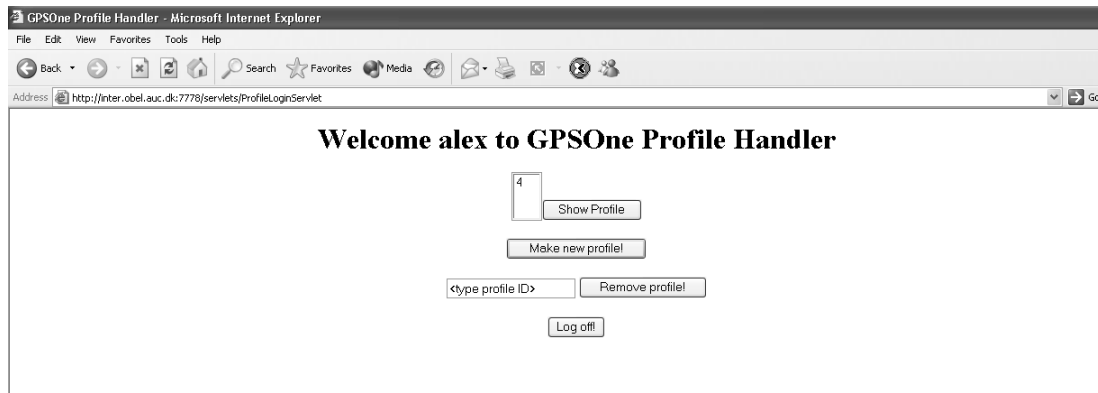 GPSOne Profile Handler - Microsoft Internet Explorer
File Edit View Favorites Tools Help
Back Search Favorites Media
Address http://inter.obel.auc.dk:7778/servlets/ProfileLoginServlet Go
Welcome alex to GPSOne Profile Handler
4
Show Profile
Make new profile!
<type profile ID> Remove profile!
Log off!